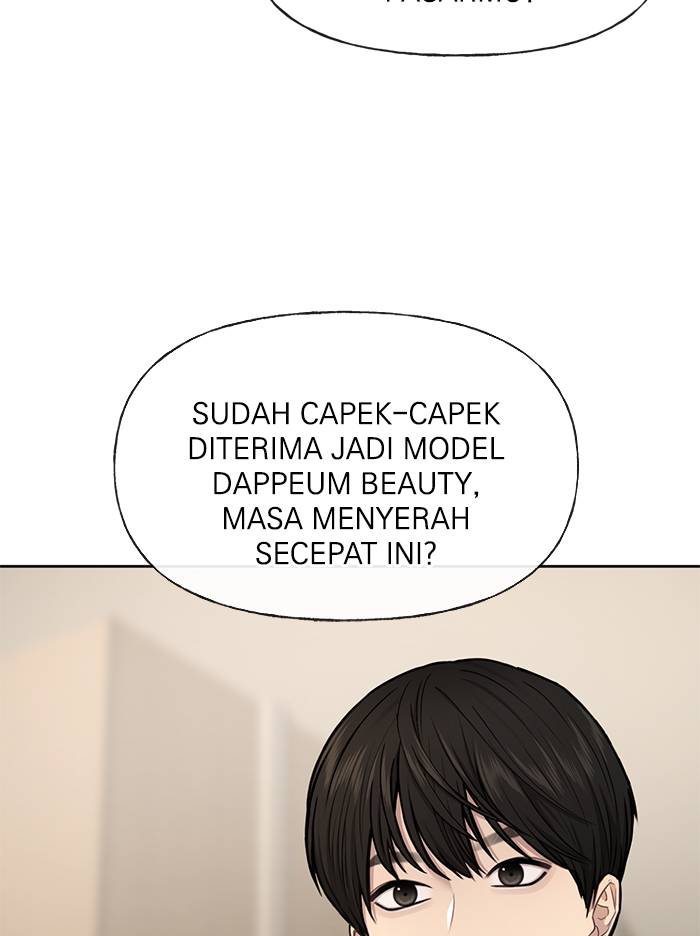 SUDAH CAPEK-CAPEK
DITERIMA JADI MODEL
DAPPEUM BEAUTY,
MASA MENYERAH
SECEPAT INI?